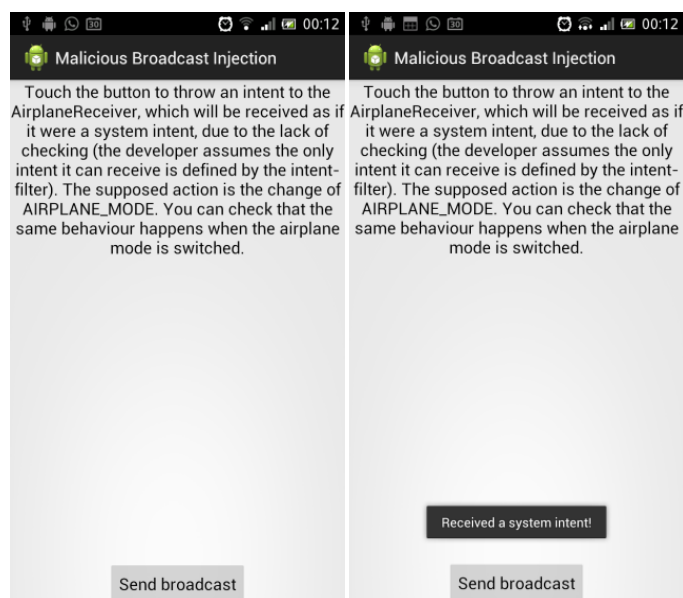 30
00:12
Malicious Broadcast Injection
Touch the button to throw an intent to the
AirplaneReceiver, which will be received as if
it were a system intent, due to the lack of
checking (the developer assumes the only
intent it can receive is defined by the intent-
filter). The supposed action is the change of
AIRPLANE_MODE. You can check that the
same behaviour happens when the airplane
mode is switched.
Send broadcast
30
00:12
Malicious Broadcast Injection
Touch the button to throw an intent to the
AirplaneReceiver, which will be received as if
it were a system intent, due to the lack of
checking (the developer assumes the only
intent it can receive is defined by the intent-
filter). The supposed action is the change of
AIRPLANE_MODE. You can check that the
same behaviour happens when the airplane
mode is switched.
Received a system intent!
Send broadcast